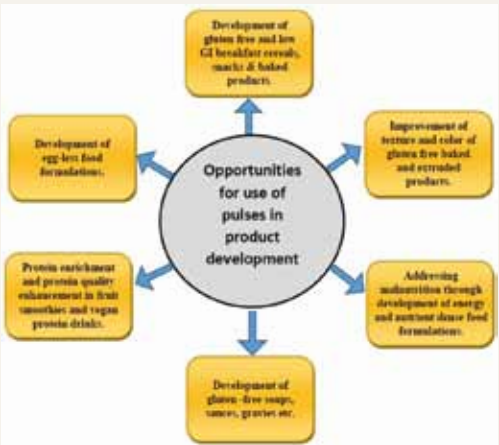 Development of
gluten free and low
GI breakfast cereals,
snacks & baked
products.
Improvement of
texture and color of
gluten free baked
and extruded
products.
Addressing
malnutrition through
development of energy
and nutrient dense food
formulations.
Development of
gluten -free soups,
sauces, gravies etc.
Protein enrichment
and protein quality
enhancement in fruit
smoothies and vegan
protein drinks.
Development of
egg-less food
formulations.
Opportunities
for use of
pulses in
product
development